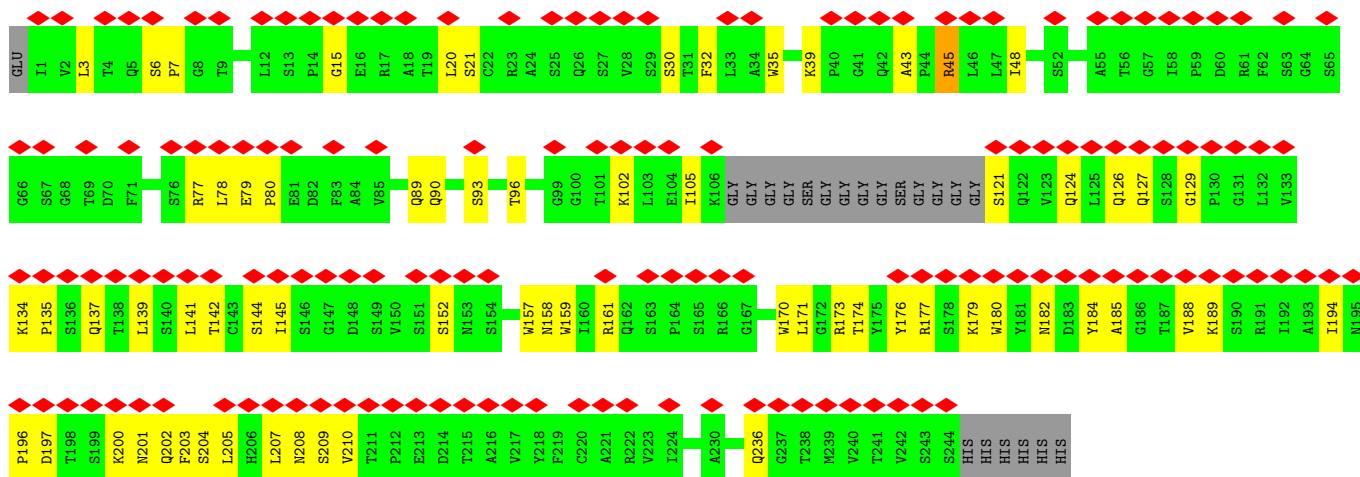 GLU I1 V2 L3 T4 Q5 S6 P7 G8 T9 L12 S13 P14 G15 E16 R17 A18 T19 L20 S21 C22 R23 A24 S25 Q26 S27 V28 S29 S30 T31 F32 L33 A34 W35 K39 P40 G41 Q42 A43 P44 R45 L46 L47 I48 S52 A55 T56 G57 I58 P59 D60 R61 F62 S63 G64 S65
G66 S67 G68 T69 D70 F71 S76 R77 L78 E79 P80 E81 D82 F83 A84 V85 Q89 Q90 S93 T96 G99 G100 T101 K102 L103 E104 I105 K106 GLY GLY GLY SER GLY GLY GLY GLY SER GLY GLY GLY GLY S121 Q122 V123 Q124 L125 Q126 Q127 S128 G129 P130 G131 L132 V133
K134 P135 S136 Q137 T138 L139 S140 L141 T142 C143 S144 I145 S146 G147 D148 S149 V150 S151 S152 N153 S154 W157 N158 W159 I160 R161 Q162 S163 P164 S165 R166 G167 W170 L171 G172 R173 T174 Y175 Y176 R177 S178 K179 W180 Y181 N182 D183 Y184 A185 G186 T187 V188 K189 S190 R191 I192 A193 I194 N195
P196 D197 T198 S199 K200 N201 Q202 F203 S204 L205 H206 L207 N208 S209 V210 T211 P212 E213 D214 T215 A216 V217 Y218 F219 C220 A221 R222 V223 I224 A230 Q236 G237 T238 M239 V240 T241 V242 S243 S244 HIS HIS HIS HIS HIS HIS